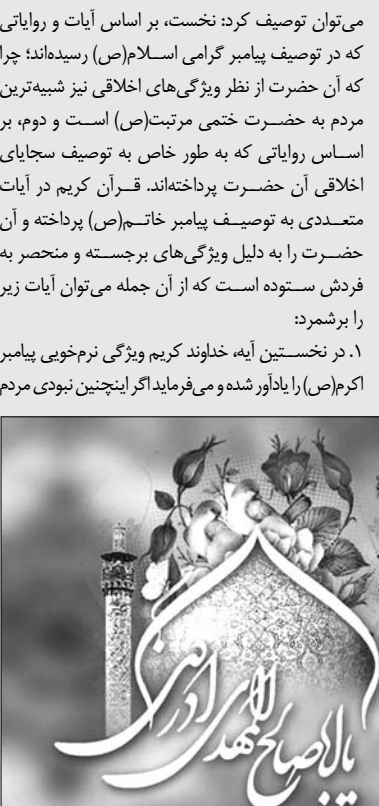 می‌توان توصیف کرد: نخست، بر اساس آیات و روایاتی
که در توصیف پیامبر گرامی اسلام(ص) رسیده‌اند؛ چرا
که آن حضرت از نظر ویژگی‌های اخلاقی نیز شبیه‌ترین
مردم به حضرت ختمی مرتبت(ص) است و دوم، بر
اساس روایاتی که به طور خاص به توصیف سجایای
اخلاقی آن حضرت پرداخته‌اند. قرآن کریم در آیات
متعددی به توصیف پیامبر خاتم(ص) پرداخته و آن
حضرت را به دلیل ویژگی‌های برجسته و منحصر به
فردش ستوده است که از آن جمله می‌توان آیات زیر
را برشمرد:
۱. در نخستین آیه، خداوند کریم ویژگی نرم‌خویی پیامبر
اکرم(ص) را یادآور شده و می‌فرماید اگر اینچنین نبودی مردم
یا اباصالح المهدی ادرکنی